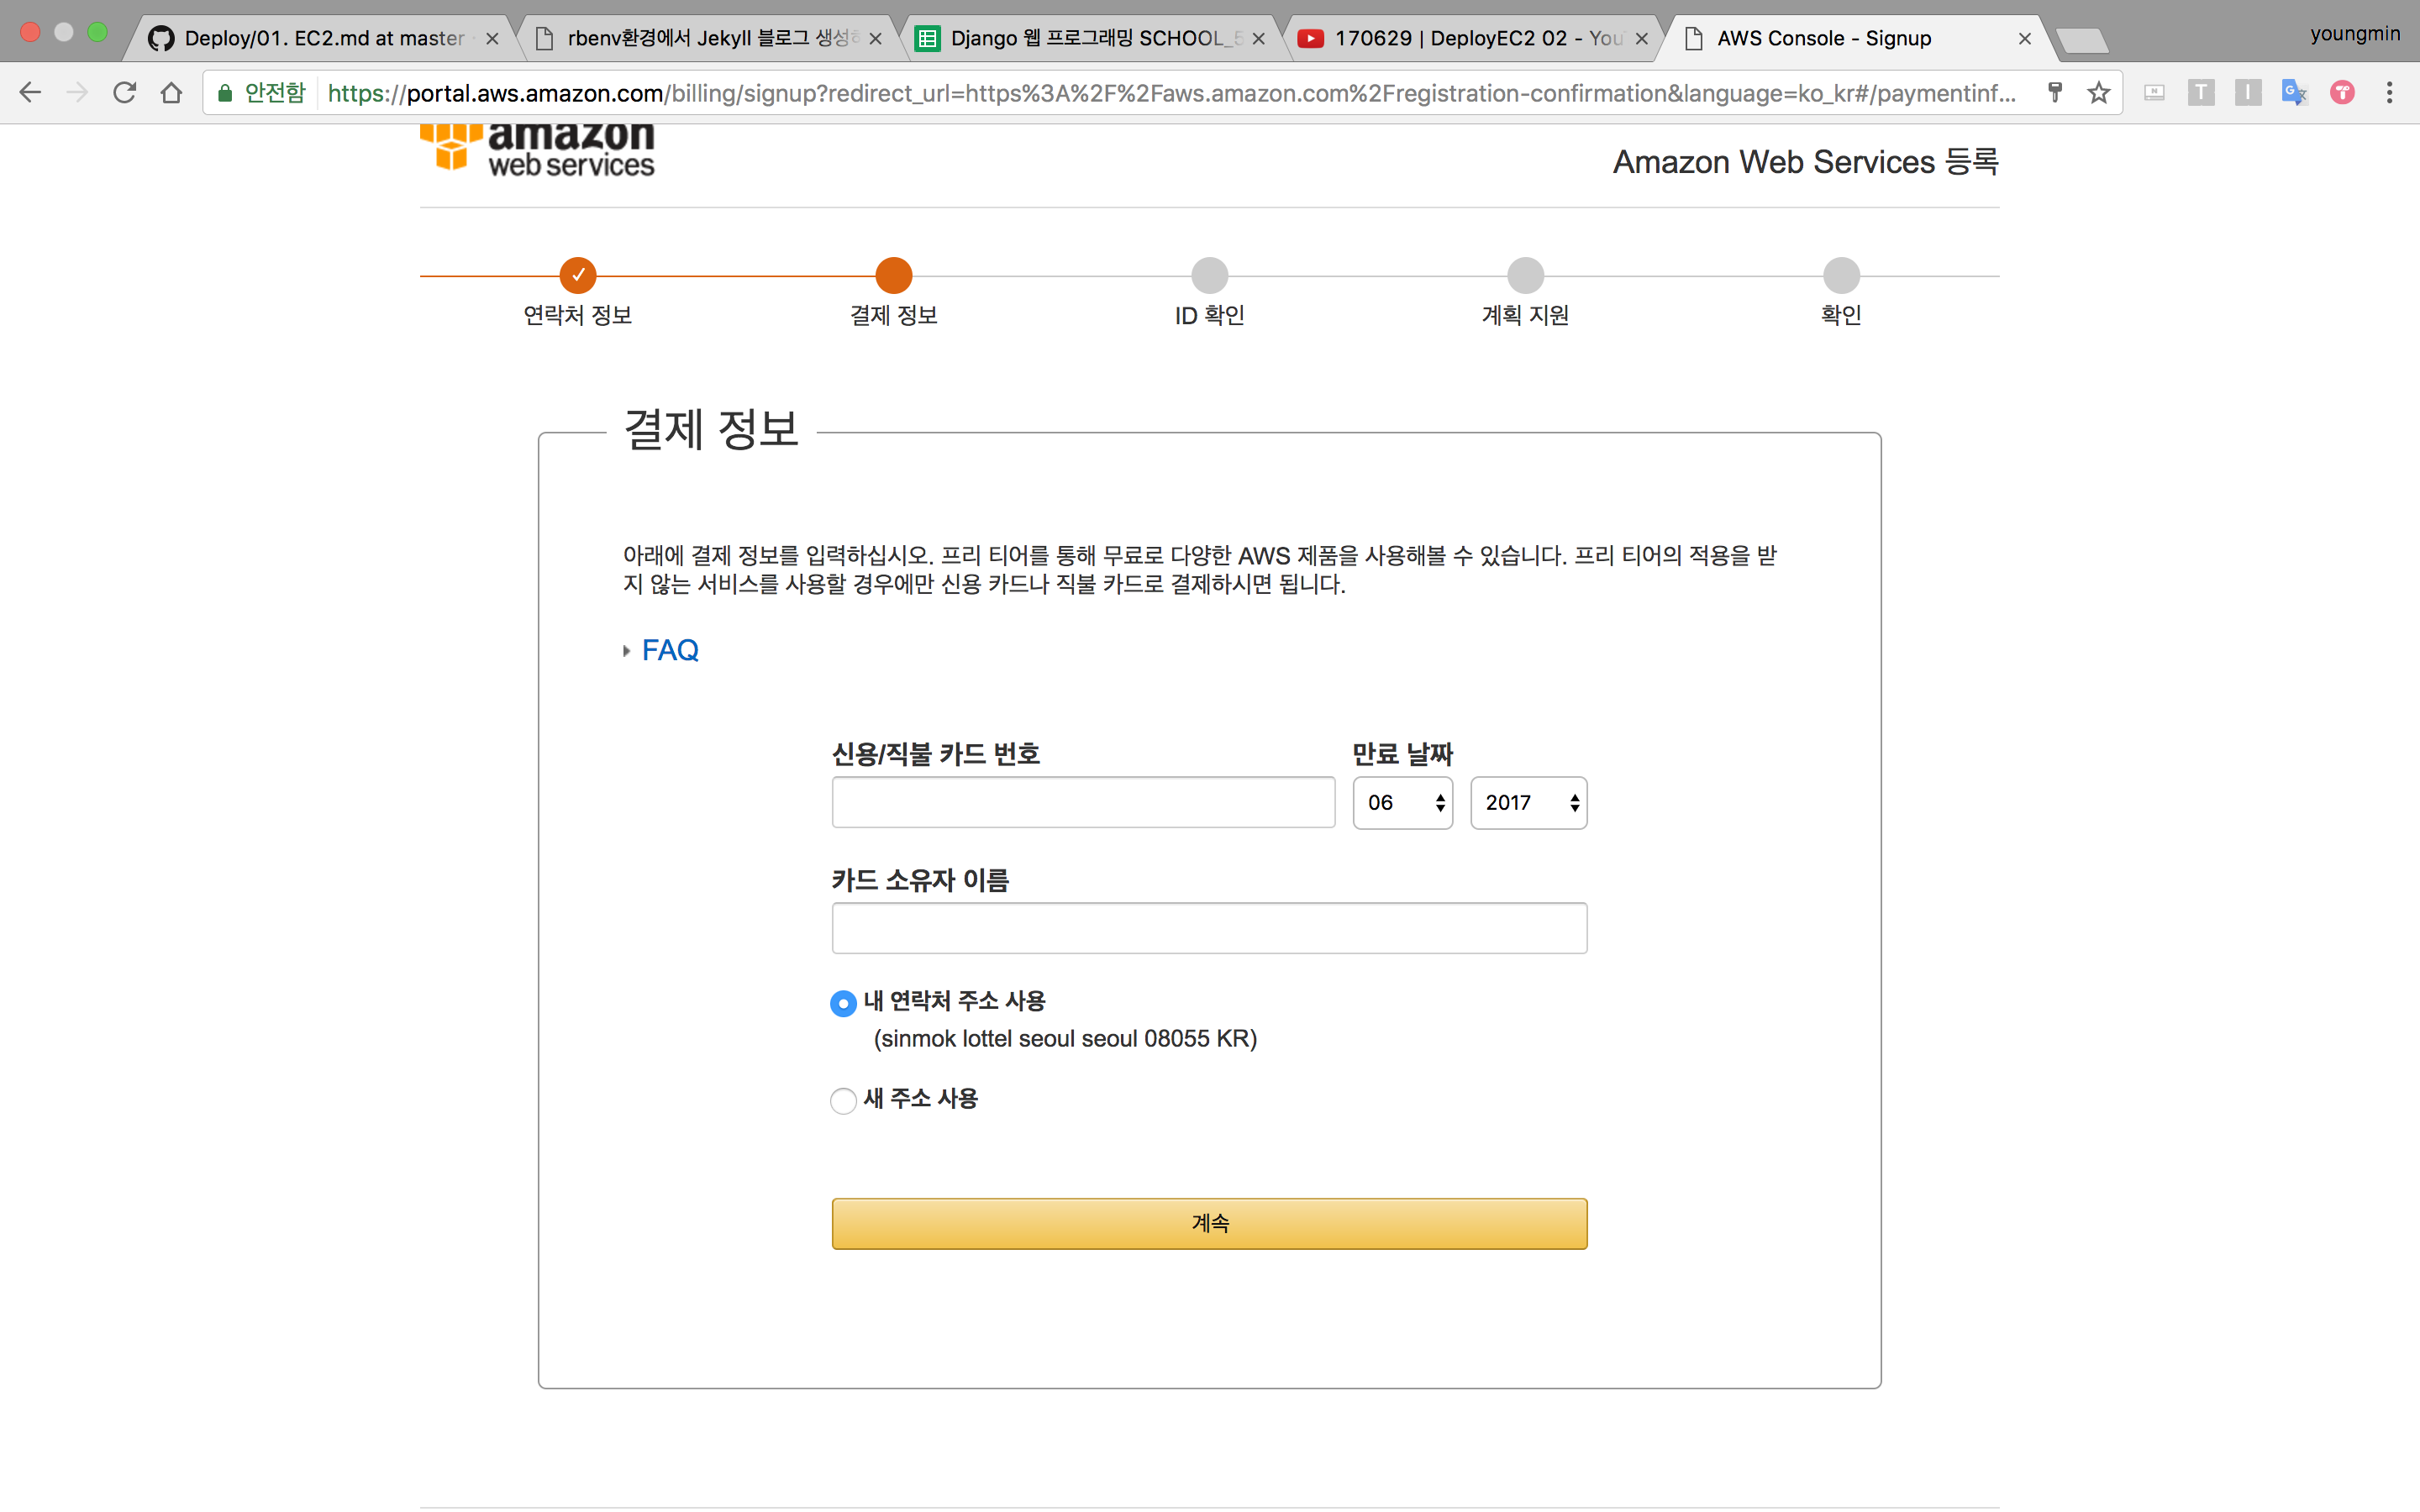 Deploy/01. EC2.md at master
rbenv환경에서 Jekyll 블로그 생성하
Django 웹 프로그래밍 SCHOOL_5
170629 | DeployEC2 02 - You
AWS Console - Signup
youngmin
안전함
https://portal.aws.amazon.com/billing/signup?redirect_url=https%3A%2F%2Faws.amazon.com%2Fregistration-confirmation&language=ko_kr#/paymentinf...
amazon
web services
Amazon Web Services 등록
연락처 정보
결제 정보
ID 확인
계획 지원
확인
결제 정보
아래에 결제 정보를 입력하십시오. 프리 티어를 통해 무료로 다양한 AWS 제품을 사용해볼 수 있습니다. 프리 티어의 적용을 받
지 않는 서비스를 사용할 경우에만 신용 카드나 직불 카드로 결제하시면 됩니다.
FAQ
신용/직불 카드 번호
만료 날짜
06
2017
카드 소유자 이름
내 연락처 주소 사용
(sinmok lottel seoul seoul 08055 KR)
새 주소 사용
계속